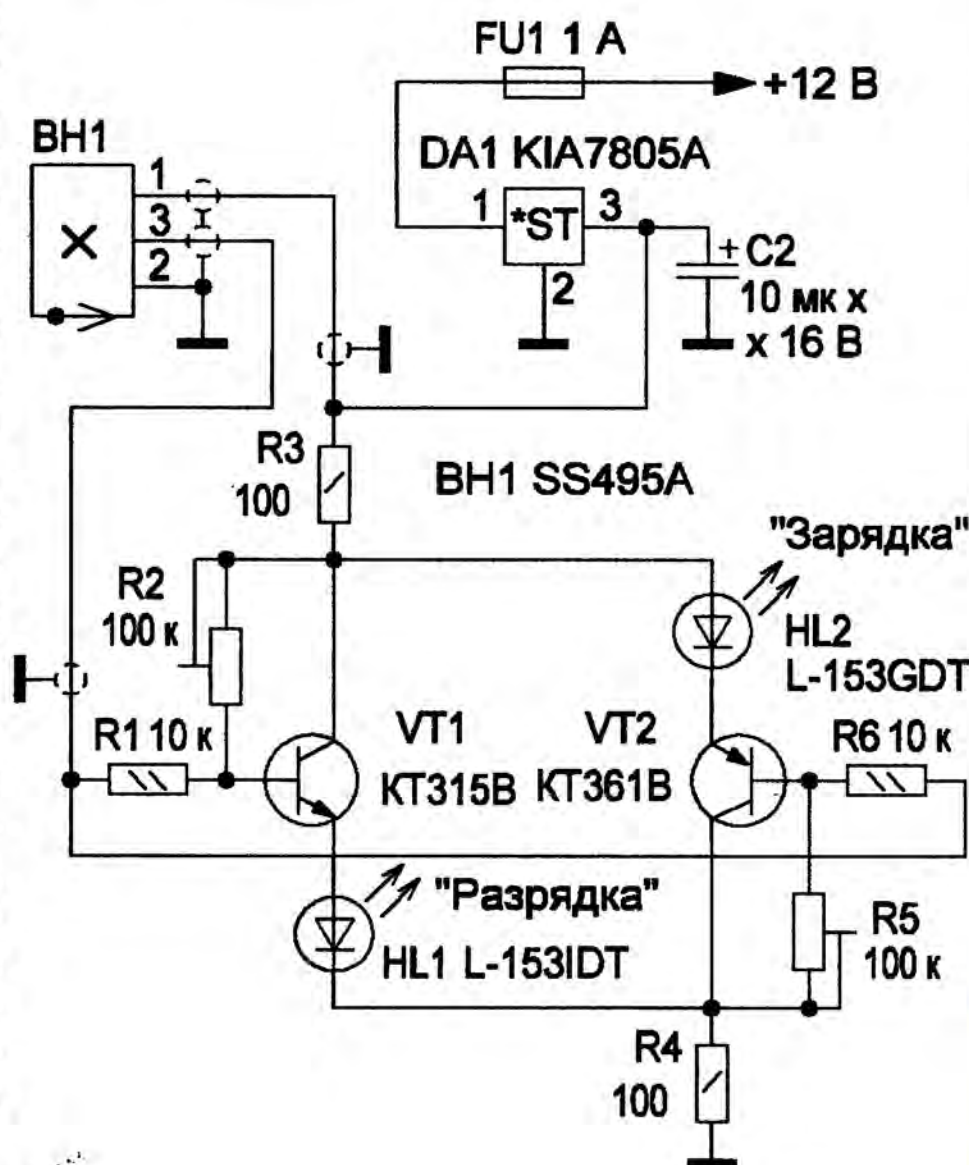 FU1 1 А
+12 В
BH1
DA1 KIA7805A
1
3
2
1
*ST
3
2
+
C2
10 мк х
х 16 В
R3
100
BH1 SS495A
"Зарядка"
R2
100 к
HL2
L-153GDT
R1 10 к
VT1
КТ315В
VT2
КТ361В
R6 10 к
"Разрядка"
HL1 L-153IDT
R5
100 к
R4
100